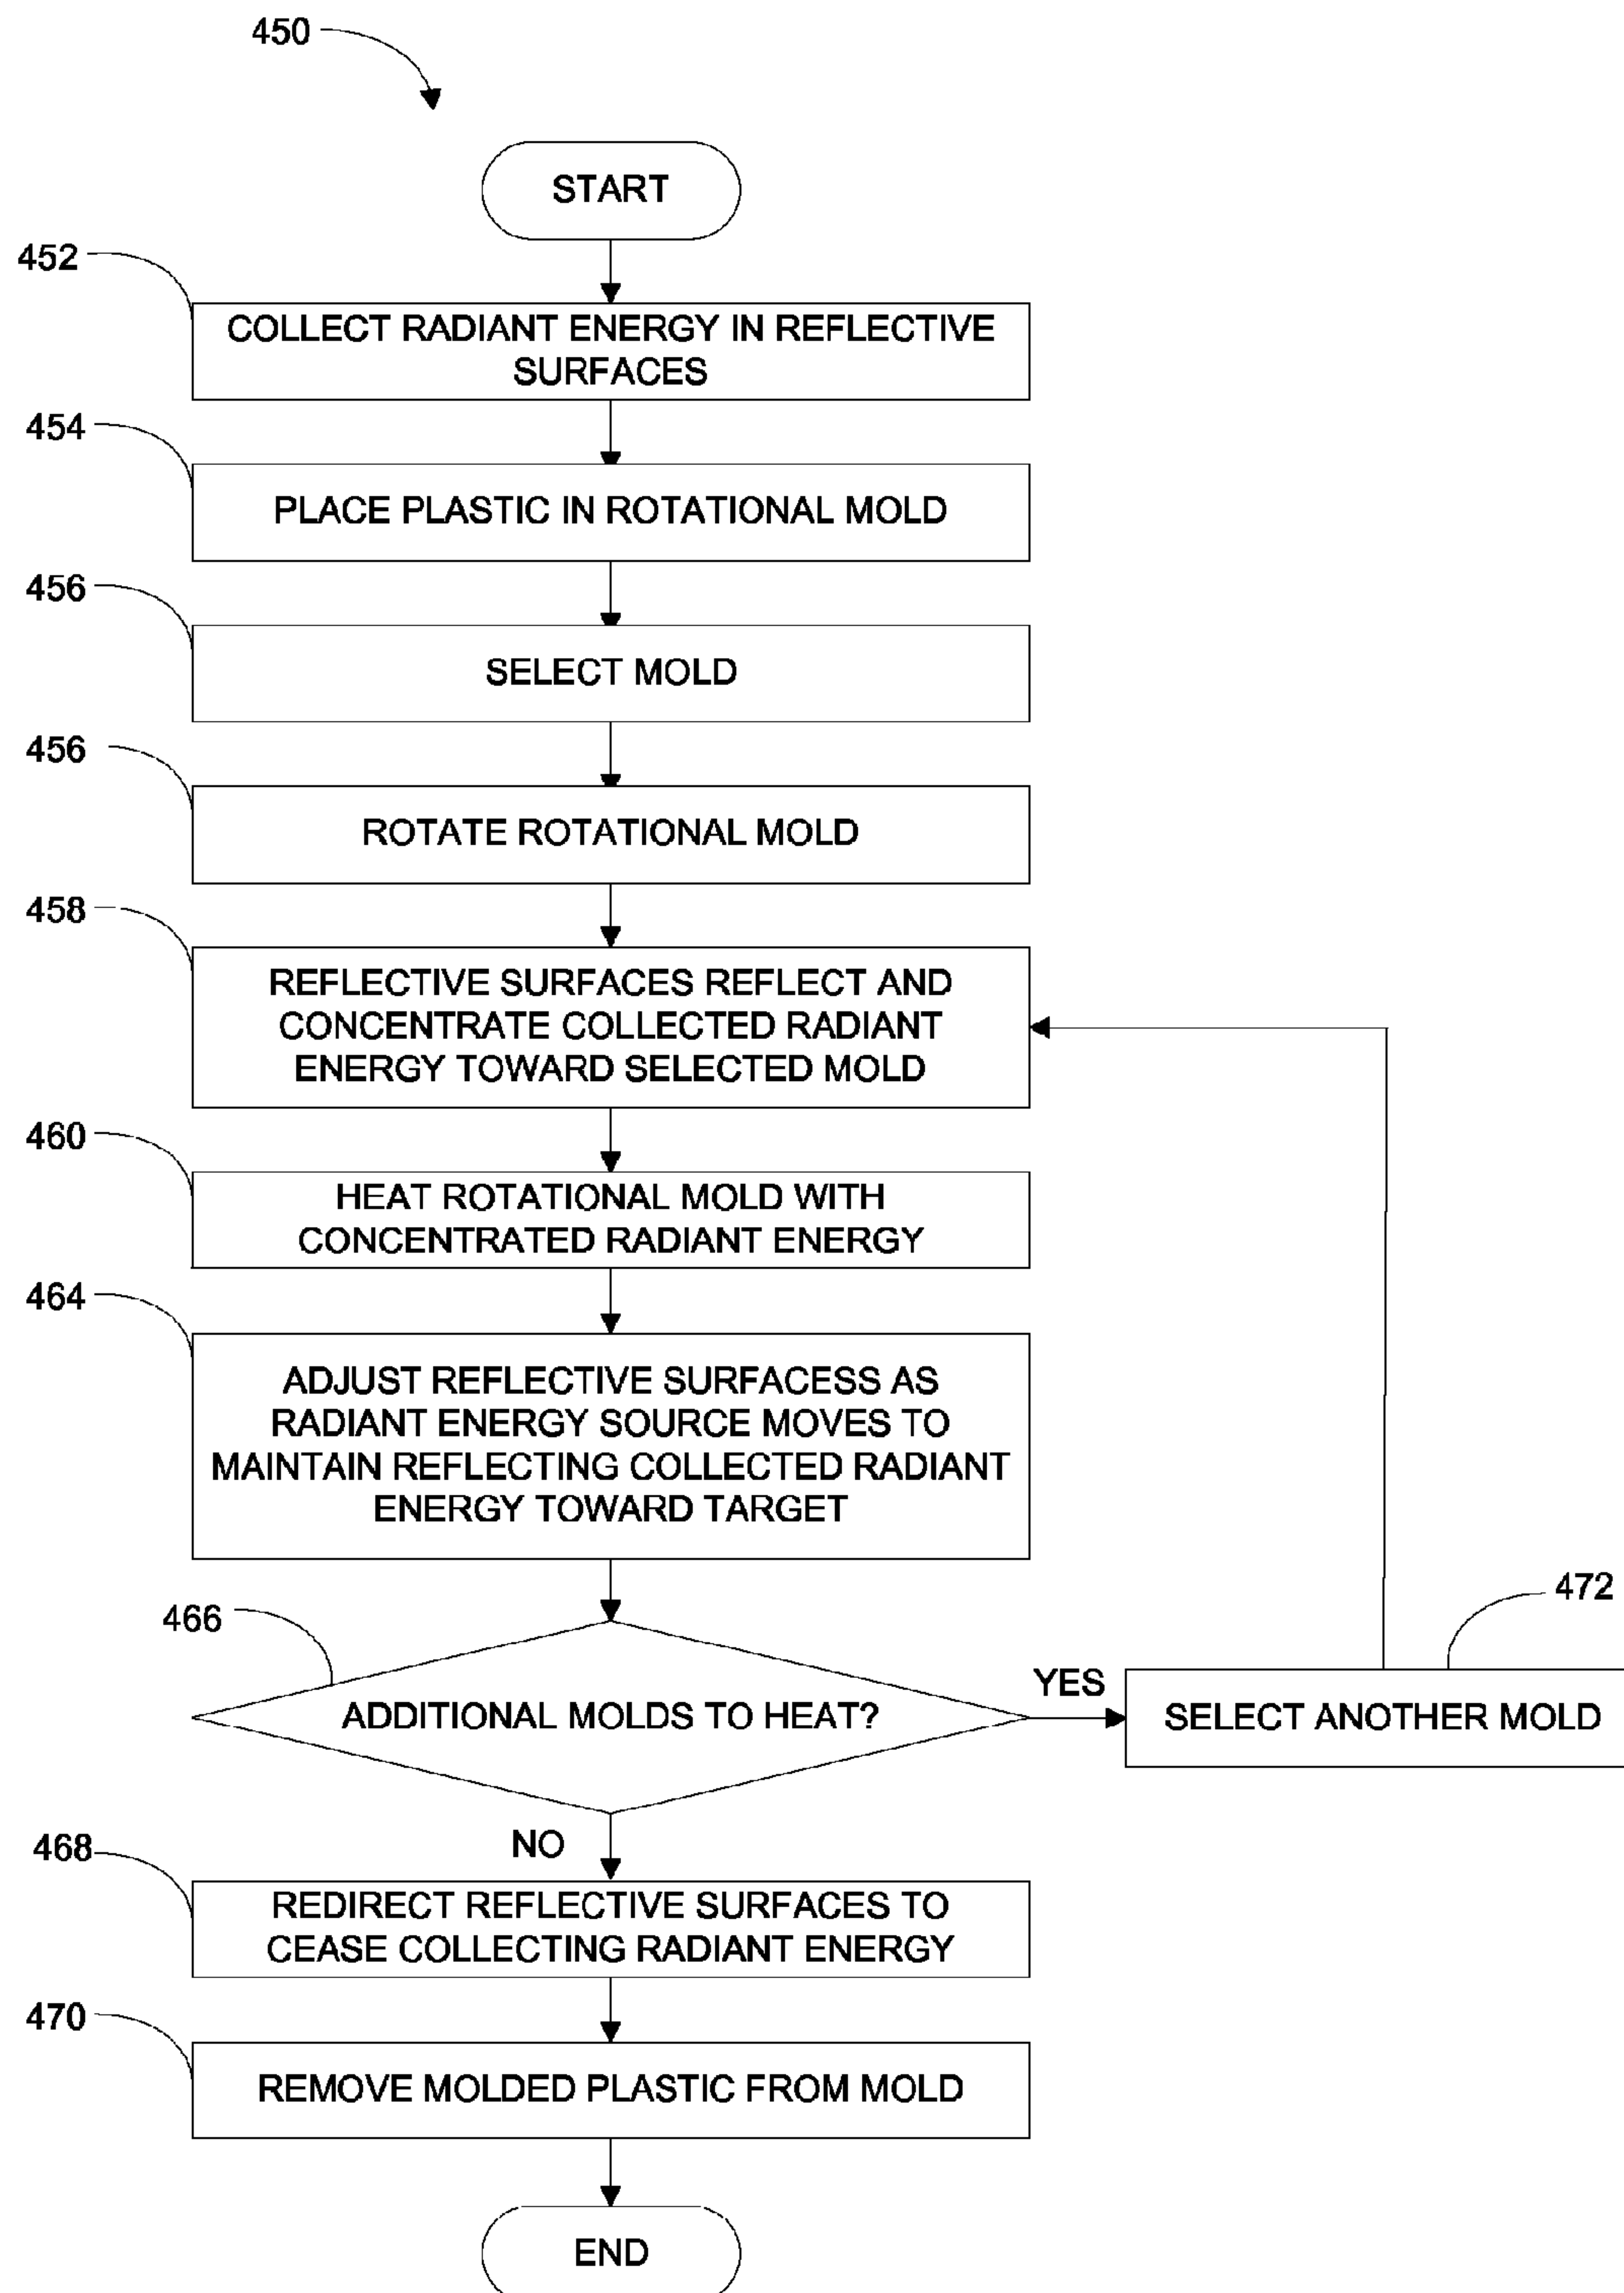 450
START
452
COLLECT RADIANT ENERGY IN REFLECTIVE
SURFACES
454
PLACE PLASTIC IN ROTATIONAL MOLD
456
SELECT MOLD
456
ROTATE ROTATIONAL MOLD
458
REFLECTIVE SURFACES REFLECT AND
CONCENTRATE COLLECTED RADIANT
ENERGY TOWARD SELECTED MOLD
460
HEAT ROTATIONAL MOLD WITH
CONCENTRATED RADIANT ENERGY
464
ADJUST REFLECTIVE SURFACESS AS
RADIANT ENERGY SOURCE MOVES TO
MAINTAIN REFLECTING COLLECTED RADIANT
ENERGY TOWARD TARGET
466
ADDITIONAL MOLDS TO HEAT?
YES
472
SELECT ANOTHER MOLD
NO
468
REDIRECT REFLECTIVE SURFACES TO
CEASE COLLECTING RADIANT ENERGY
470
REMOVE MOLDED PLASTIC FROM MOLD
END